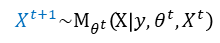 X^{t+1}~M_{θ^t}(X|y, θ^t, X^t)